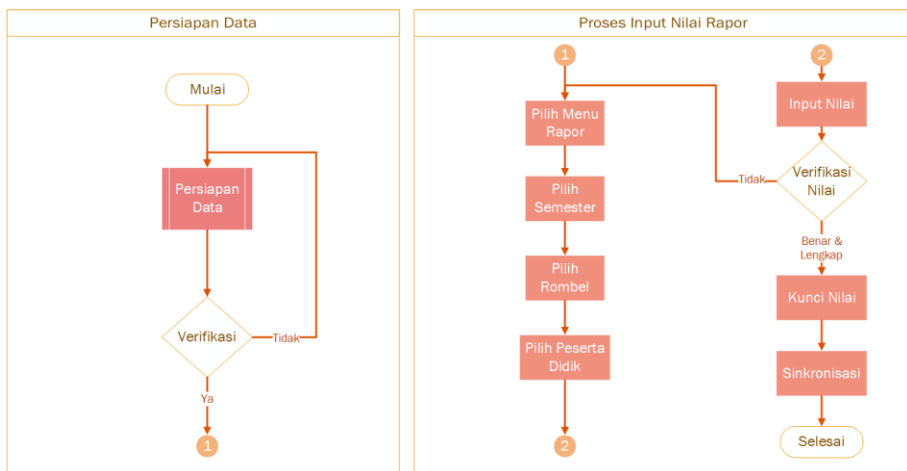 Persiapan Data
Mulai
Persiapan
Data
Verifikasi
Tidak
Ya
1
Proses Input Nilai Rapor
1
Pilih Menu
Rapor
Pilih
Semester
Pilih
Rombel
Pilih Peserta
Didik
2
2
Input Nilai
Verifikasi
Nilai
Tidak
Benar &
Lengkap
Kunci Nilai
Sinkronisasi
Selesai